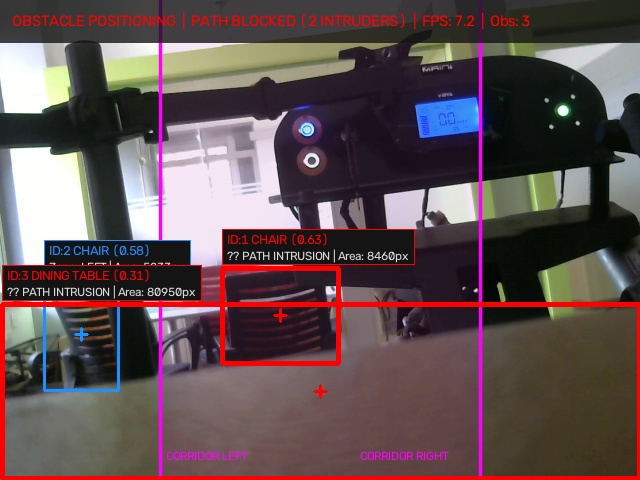 OBSTACLE POSITIONING | PATH BLOCKED (2 INTRUDERS) | FPS: 7.2 | Obs: 3
ID:1 CHAIR (0.63)
?? PATH INTRUSION | Area: 8460px
ID:2 CHAIR (0.58)
ID:3 DINING TABLE (0.31)
?? PATH INTRUSION | Area: 80950px
CORRIDOR LEFT
CORRIDOR RIGHT